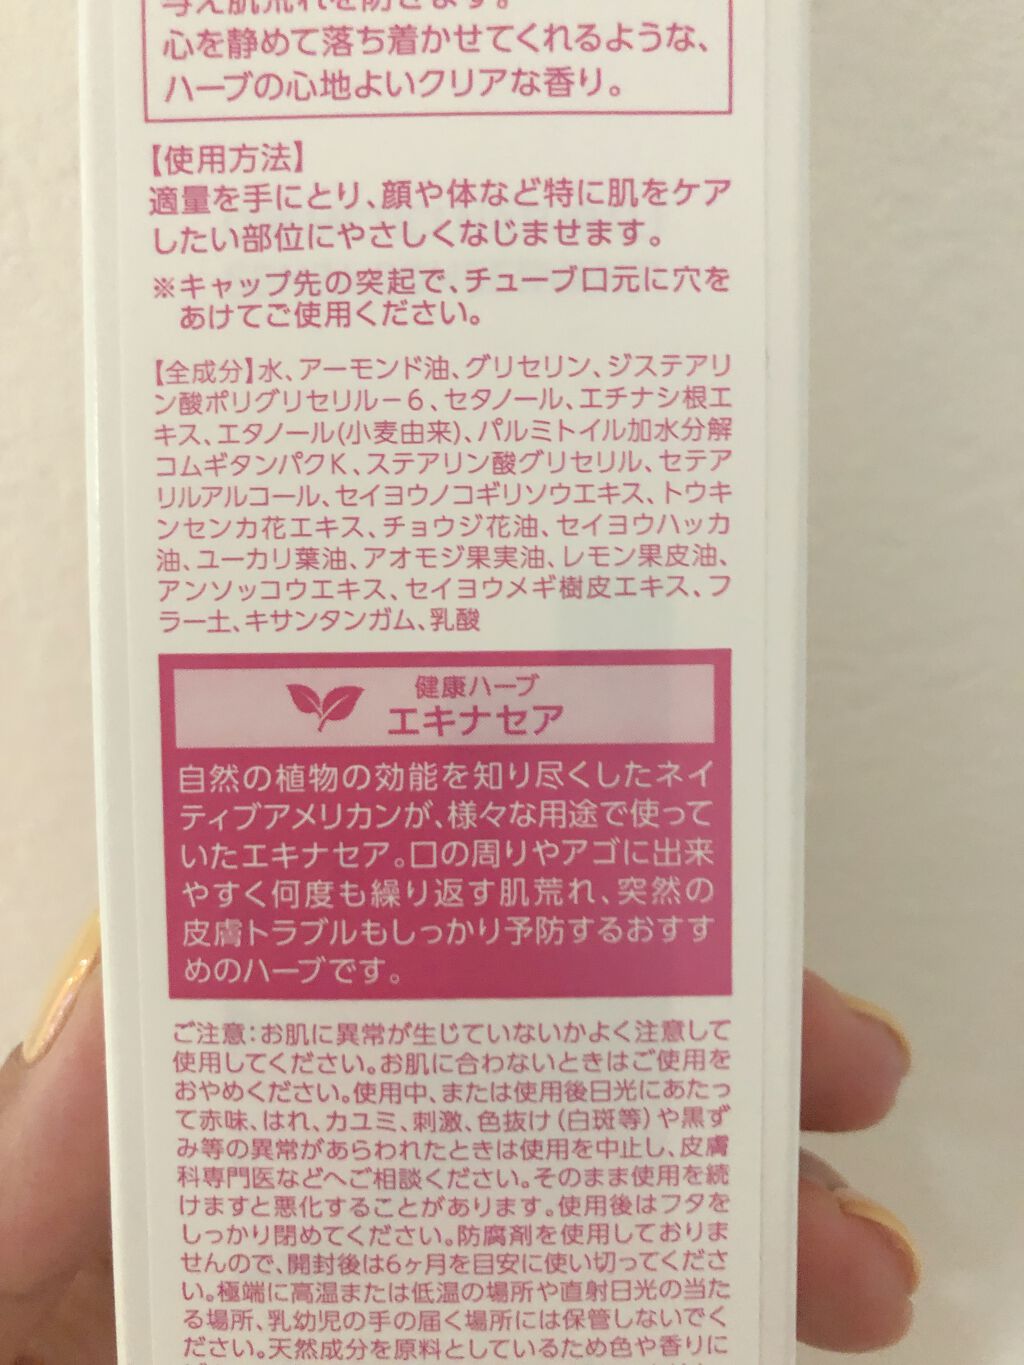 与え肌荒れを防ぎます。
心を静めて落ち着かせてくれるような、
ハーブの心地よいクリアな香り。
【使用方法】
適量を手にとり、顔や体など特に肌をケア
したい部位にやさしくなじませます。
※キャップ先の突起で、チューブ口元に穴を
あけてご使用ください。
【全成分】水、アーモンド油、グリセリン、ジステアリ
ン酸ポリグリセリル－6、セタノール、エチナシ根エ
キス、エタノール(小麦由来)、パルミトイル加水分解
コムギタンパクK、ステアリン酸グリセリル、セテア
リルアルコール、セイヨウノコギリソウエキス、トウキ
ンセンカ花エキス、チョウジ花油、セイヨウハッカ
油、ユーカリ葉油、アオモジ果実油、レモン果皮油、
アンソッコウエキス、セイヨウメギ樹皮エキス、フ
ラー土、キサンタンガム、乳酸
健康ハーブ
エキナセア
自然の植物の効能を知り尽くしたネイ
ティブアメリカンが、様々な用途で使って
いたエキナセア。口の周りやアゴに出来
やすく何度も繰り返す肌荒れ、突然の
皮膚トラブルもしっかり予防するおすす
めのハーブです。
ご注意：お肌に異常が生じていないかよく注意して
使用してください。お肌に合わないときはご使用を
おやめください。使用中、または使用後日光にあたっ
て赤味、はれ、カユミ、刺激、色抜け（白斑等）や黒ず
み等の異常があらわれたときは使用を中止し、皮膚
科専門医などへご相談ください。そのまま使用を続
けますと悪化することがあります。使用後はフタを
しっかり閉めてください。防腐剤を使用しておりま
せんので、開封後は6ヶ月を目安に使い切ってくださ
い。極端に高温または低温の場所や直射日光の当た
る場所、乳幼児の手の届く場所には保管しないでく
ださい。天然成分を原料としているため色や香りに